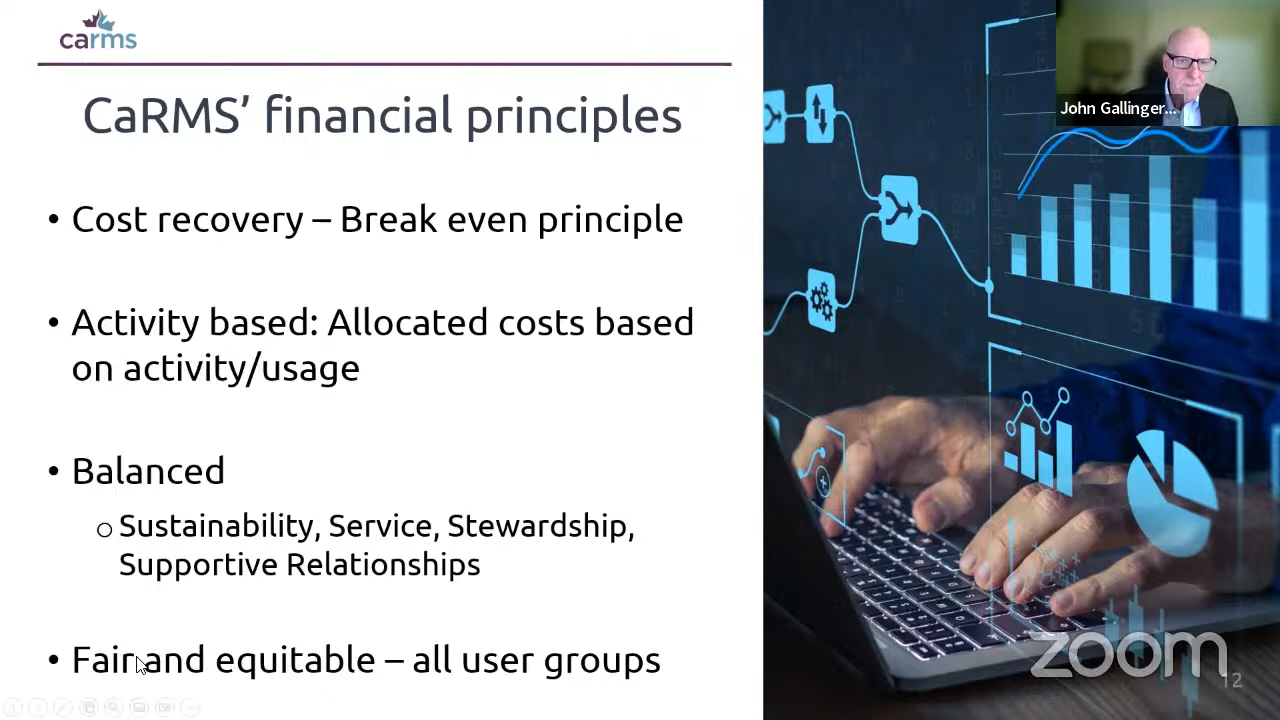 carms
CaRMS’ financial principles
• Cost recovery – Break even principle
• Activity based: Allocated costs based
on activity/usage
• Balanced
o Sustainability, Service, Stewardship,
Supportive Relationships
• Fair and equitable – all user groups
John Gallinger...
zoom
12